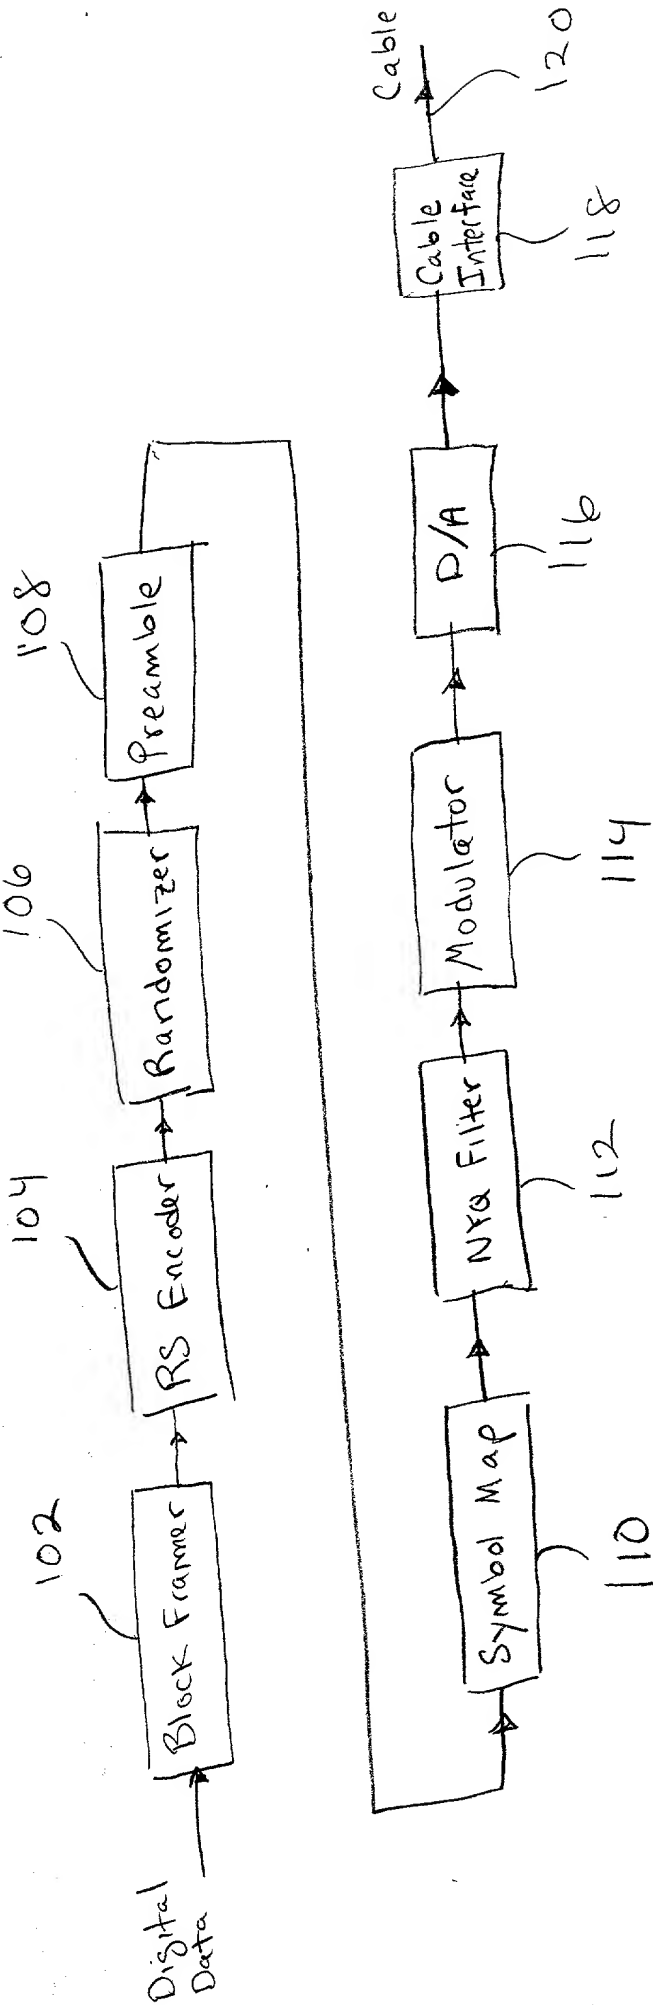 Digital
Data
102
Block Framer
104
RS Encoder
106
Randomizer
108
Preamble
Symbol Map
110
NYQ Filter
112
Modulator
114
D/A
116
Cable
Interface
118
Cable
120